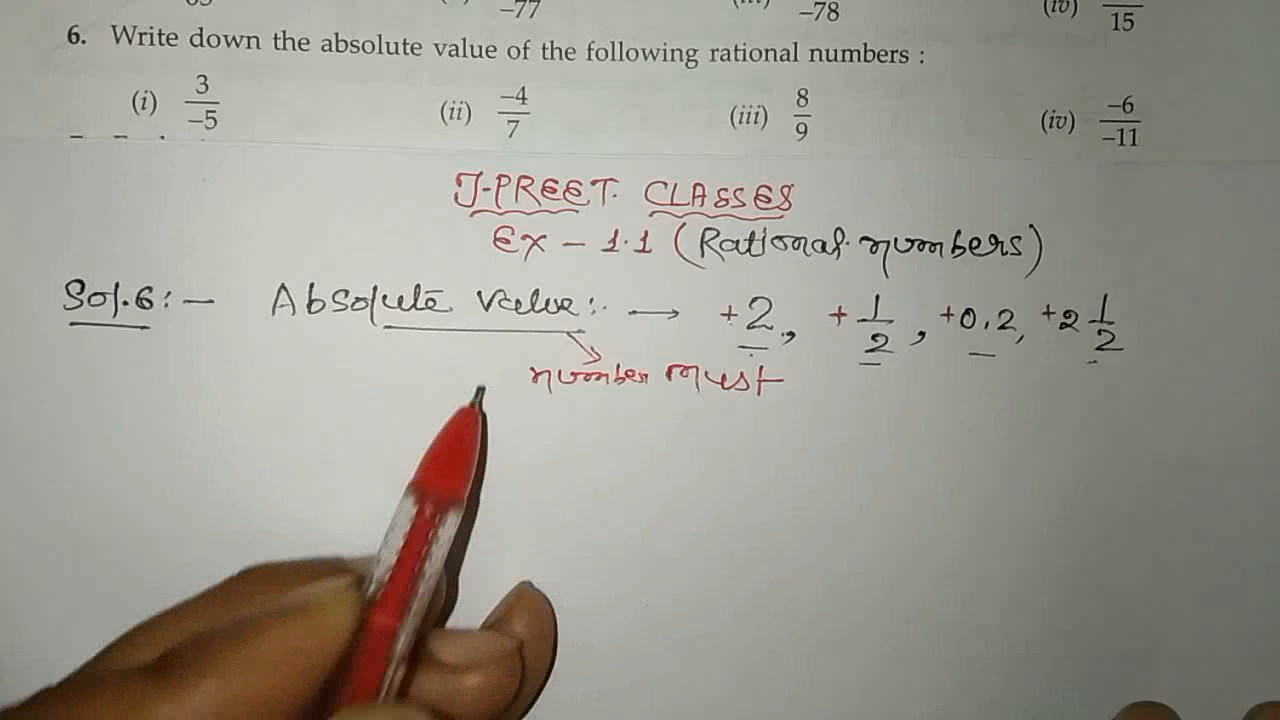 -77 -78 (iv) 15
6. Write down the absolute value of the following rational numbers :
(i) 3/-5 (ii) -4/7 (iii) 8/9 (iv) -6/-11
J-PREET. CLASSES
Ex - 1.1 (Rational numbers)
Sol.6:- Absolute value:. → +2, +1/2, +0.2, +2 1/2
number must